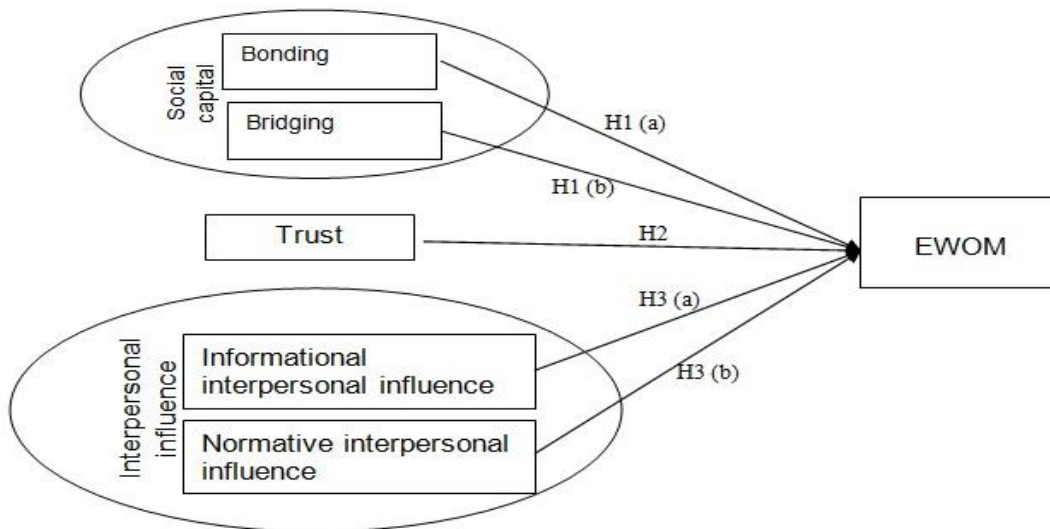 Social
capital
Bonding
Bridging
H1 (a)
H1 (b)
Trust
H2
EWOM
H3 (a)
H3 (b)
Interpersonal
influence
Informational
interpersonal influence
Normative interpersonal
influence